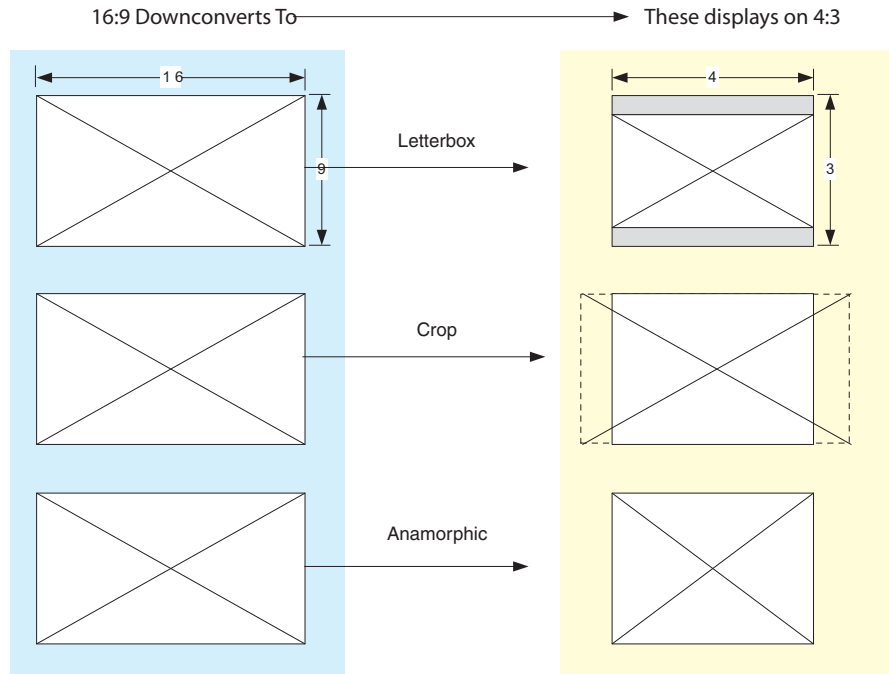 16:9 Downconverts To
These displays on 4:3
1 6
4
9
3
Letterbox
Crop
Anamorphic